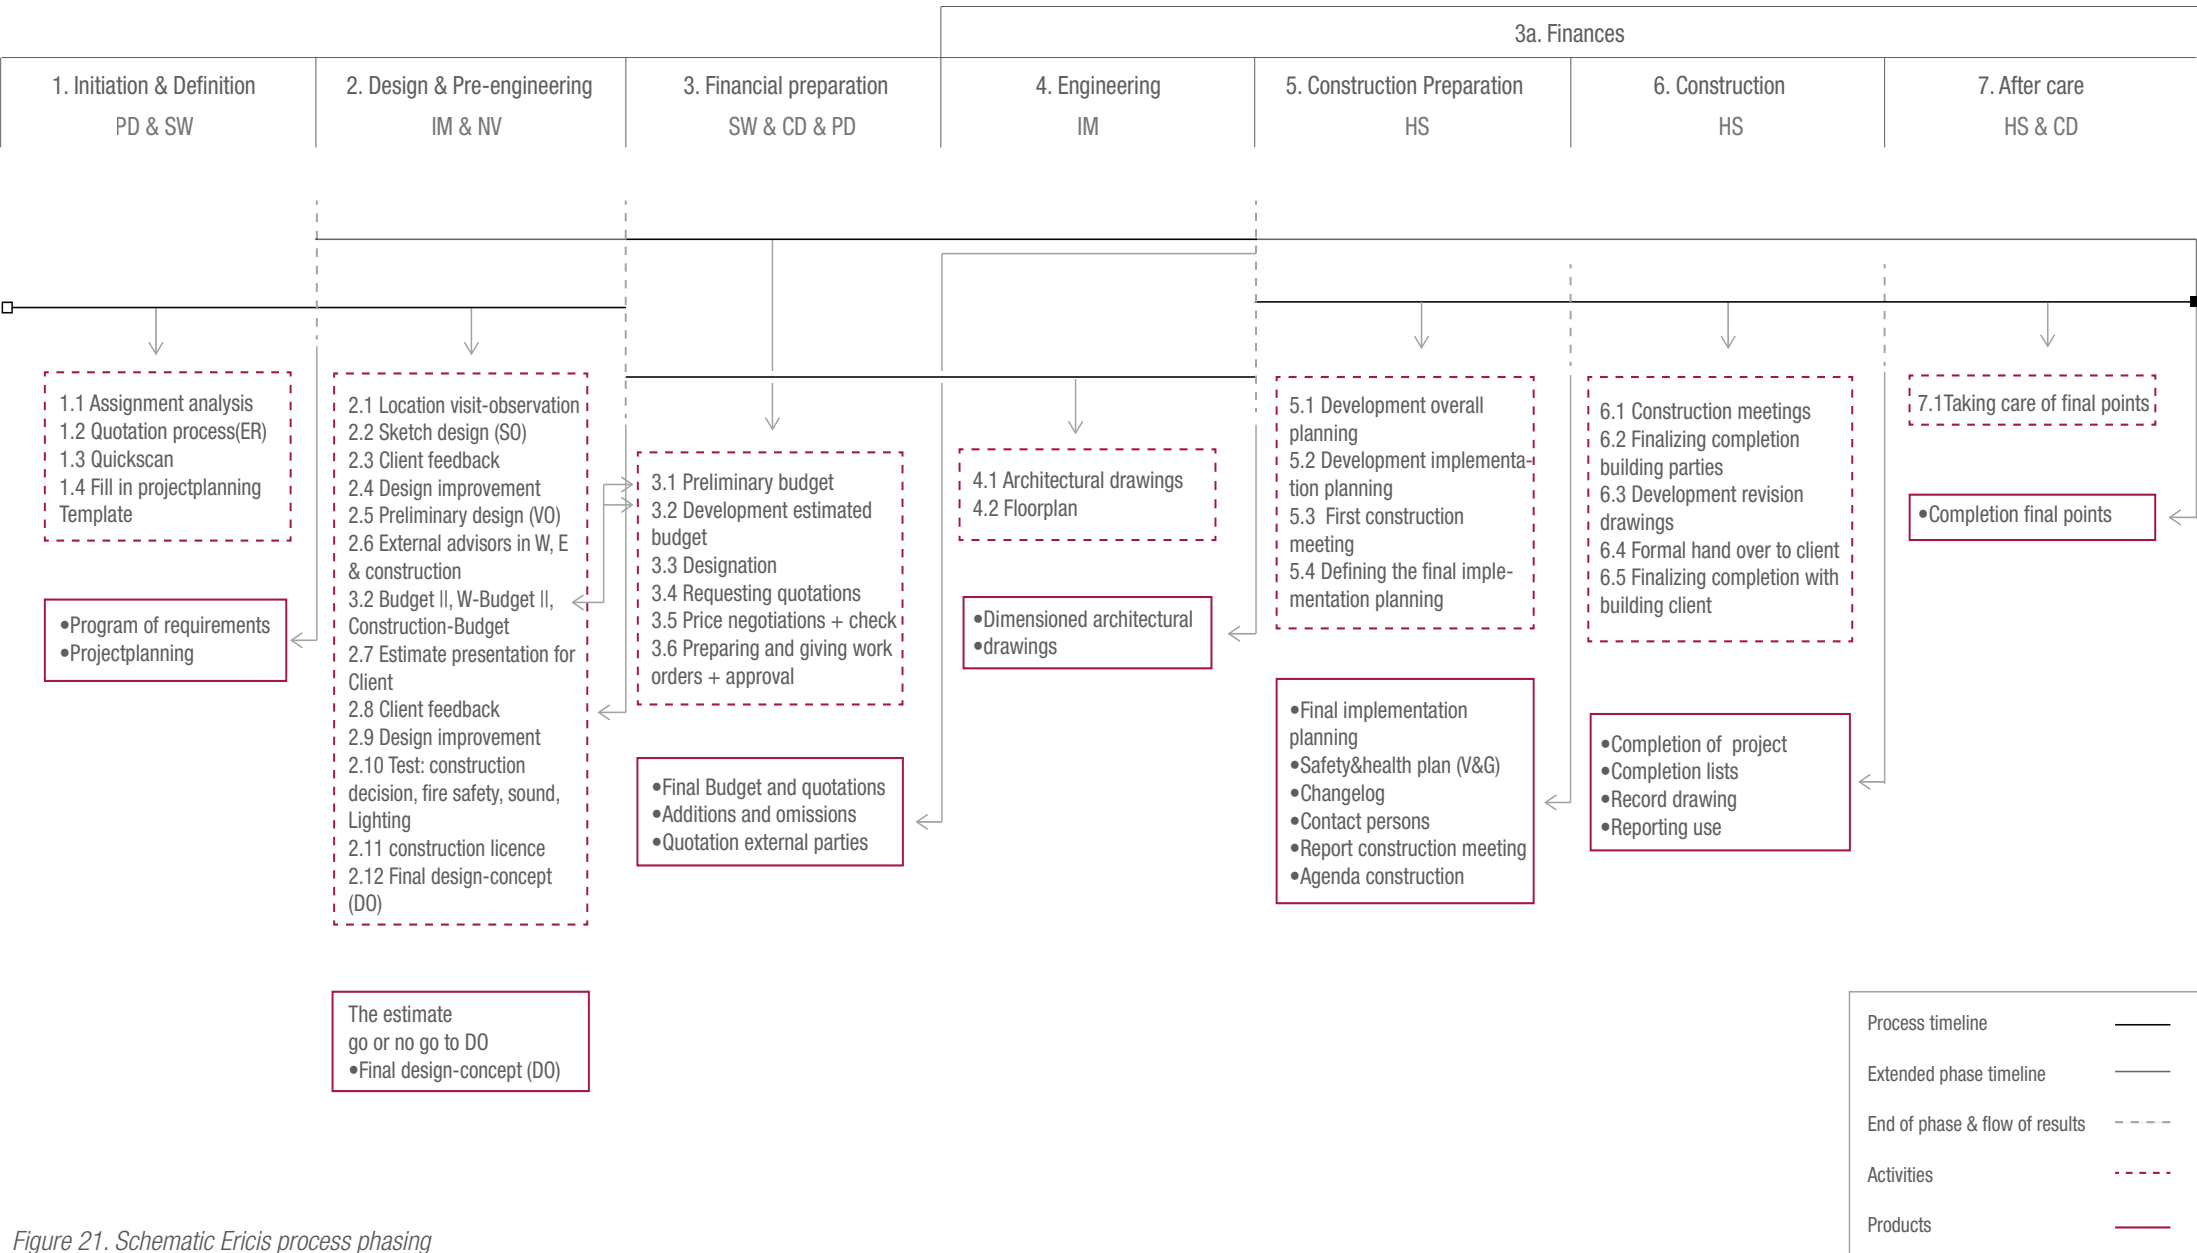 3a. Finances
1. Initiation & Definition
PD & SW
2. Design & Pre-engineering
IM & NV
3. Financial preparation
SW & CD & PD
4. Engineering
IM
5. Construction Preparation
HS
6. Construction
HS
7. After care
HS & CD
1.1 Assignment analysis
1.2 Quotation process(ER)
1.3 Quickscan
1.4 Fill in projectplanning
Template
•Program of requirements
•Projectplanning
2.1 Location visit-observation
2.2 Sketch design (SO)
2.3 Client feedback
2.4 Design improvement
2.5 Preliminary design (VO)
2.6 External advisors in W, E
& construction
3.2 Budget ||, W-Budget ||,
Construction-Budget
2.7 Estimate presentation for
Client
2.8 Client feedback
2.9 Design improvement
2.10 Test: construction
decision, fire safety, sound,
Lighting
2.11 construction licence
2.12 Final design-concept
(DO)
The estimate
go or no go to DO
•Final design-concept (DO)
3.1 Preliminary budget
3.2 Development estimated
budget
3.3 Designation
3.4 Requesting quotations
3.5 Price negotiations + check
3.6 Preparing and giving work
orders + approval
•Final Budget and quotations
•Additions and omissions
•Quotation external parties
4.1 Architectural drawings
4.2 Floorplan
•Dimensioned architectural
•drawings
5.1 Development overall
planning
5.2 Development implementa-
tion planning
5.3 First construction
meeting
5.4 Defining the final imple-
mentation planning
•Final implementation
planning
•Safety&health plan (V&G)
•Changelog
•Contact persons
•Report construction meeting
•Agenda construction
6.1 Construction meetings
6.2 Finalizing completion
building parties
6.3 Development revision
drawings
6.4 Formal hand over to client
6.5 Finalizing completion with
building client
•Completion of project
•Completion lists
•Record drawing
•Reporting use
7.1Taking care of final points
•Completion final points
Process timeline
Extended phase timeline
End of phase & flow of results
Activities
Products
Figure 21. Schematic Ericis process phasing